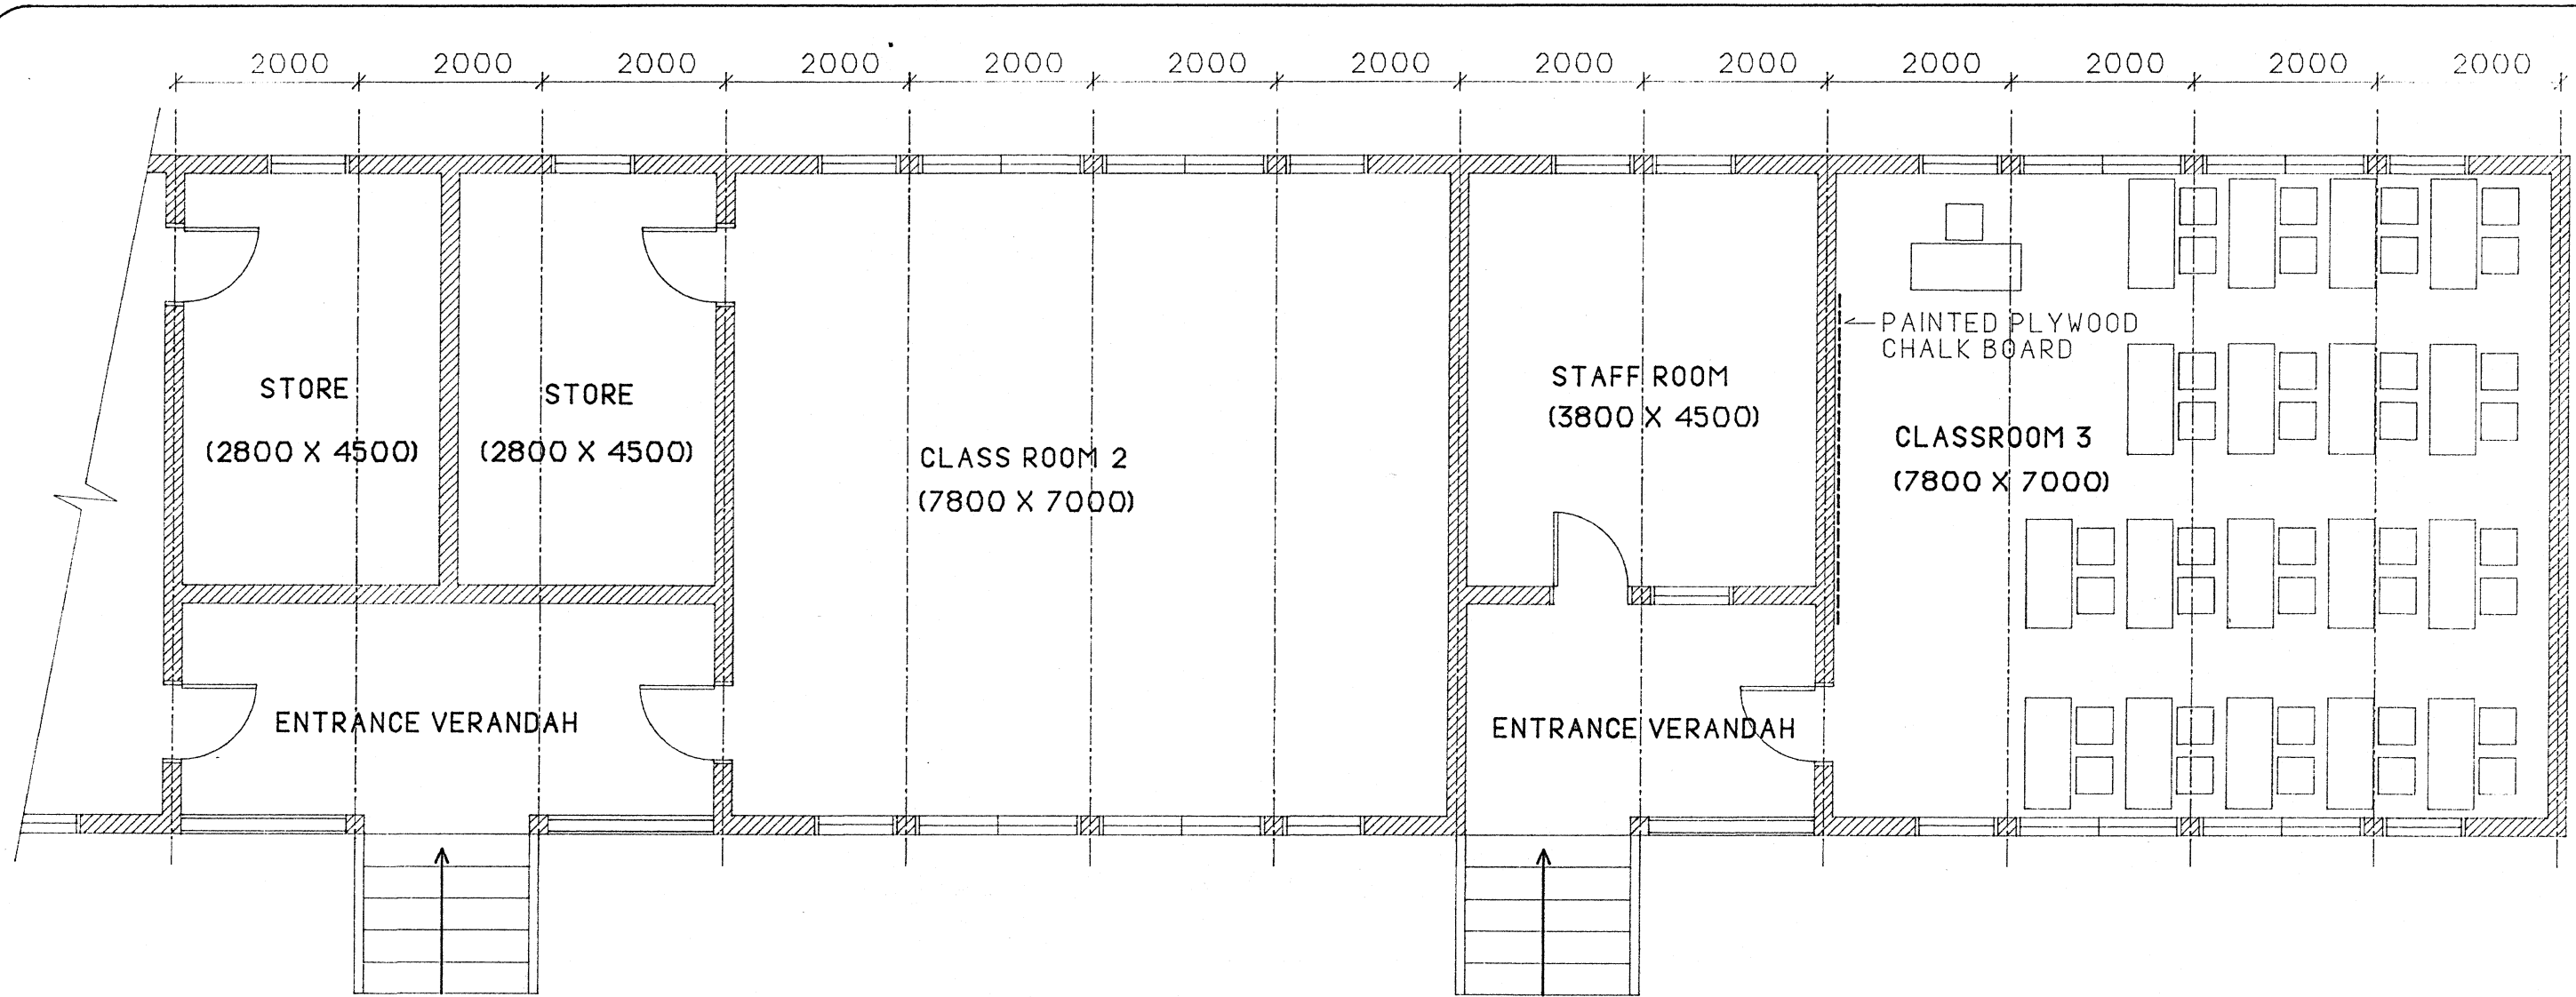 2000 2000 2000 2000 2000 2000 2000 2000 2000 2000 2000 2000 2000
STORE
(2800 X 4500)
STORE
(2800 X 4500)
CLASS ROOM 2
(7800 X 7000)
STAFF ROOM
(3800 X 4500)
PAINTED PLYWOOD
CHALK BOARD
CLASSROOM 3
(7800 X 7000)
ENTRANCE VERANDAH
ENTRANCE VERANDAH